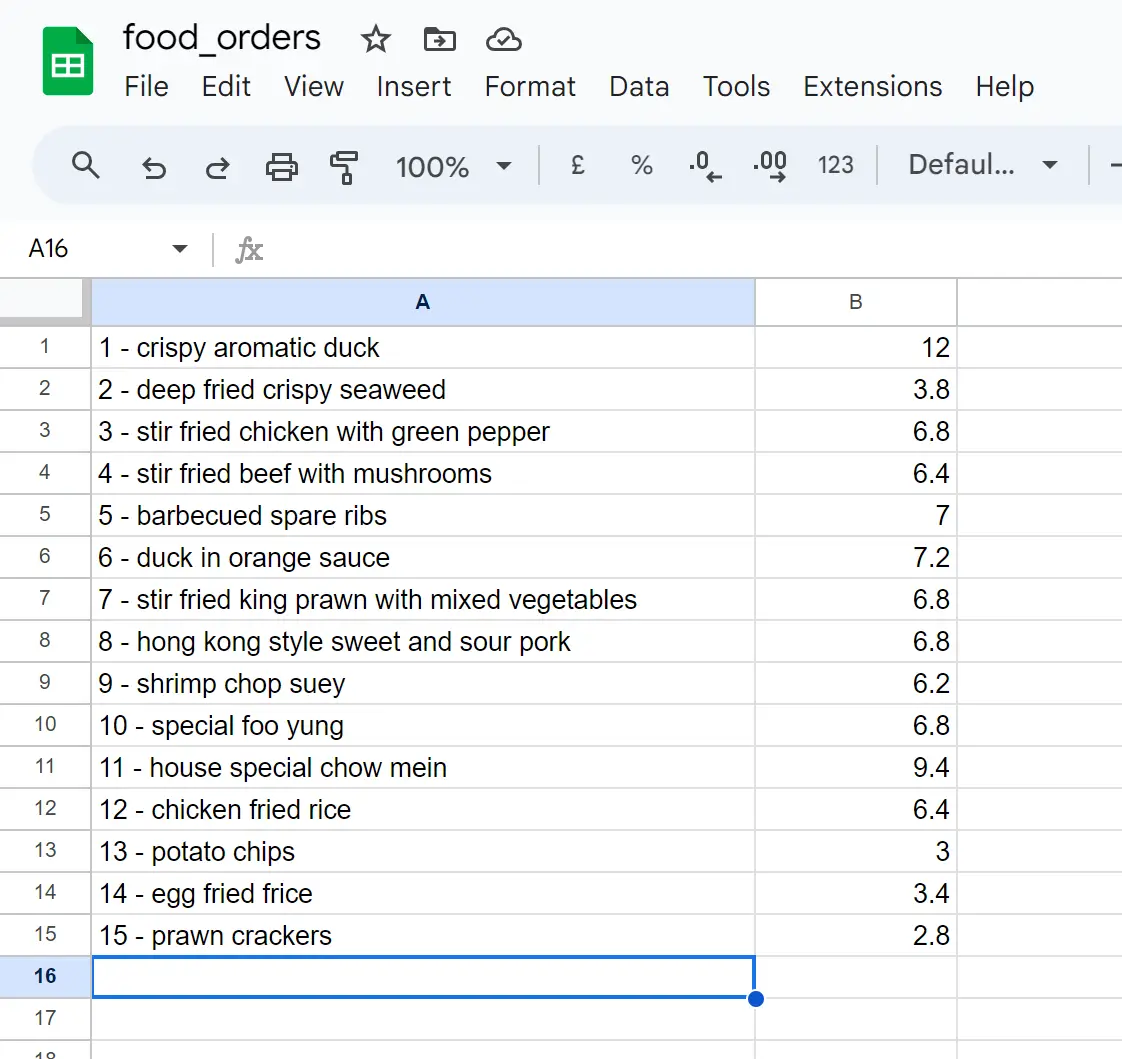 food_orders
File Edit View Insert Format Data Tools Extensions Help
100% £ % .0 .00 123 Defaul...
A16 fx
A B
1 1 - crispy aromatic duck 12
2 2 - deep fried crispy seaweed 3.8
3 3 - stir fried chicken with green pepper 6.8
4 4 - stir fried beef with mushrooms 6.4
5 5 - barbecued spare ribs 7
6 6 - duck in orange sauce 7.2
7 7 - stir fried king prawn with mixed vegetables 6.8
8 8 - hong kong style sweet and sour pork 6.8
9 9 - shrimp chop suey 6.2
10 10 - special foo yung 6.8
11 11 - house special chow mein 9.4
12 12 - chicken fried rice 6.4
13 13 - potato chips 3
14 14 - egg fried frice 3.4
15 15 - prawn crackers 2.8
16
17
18